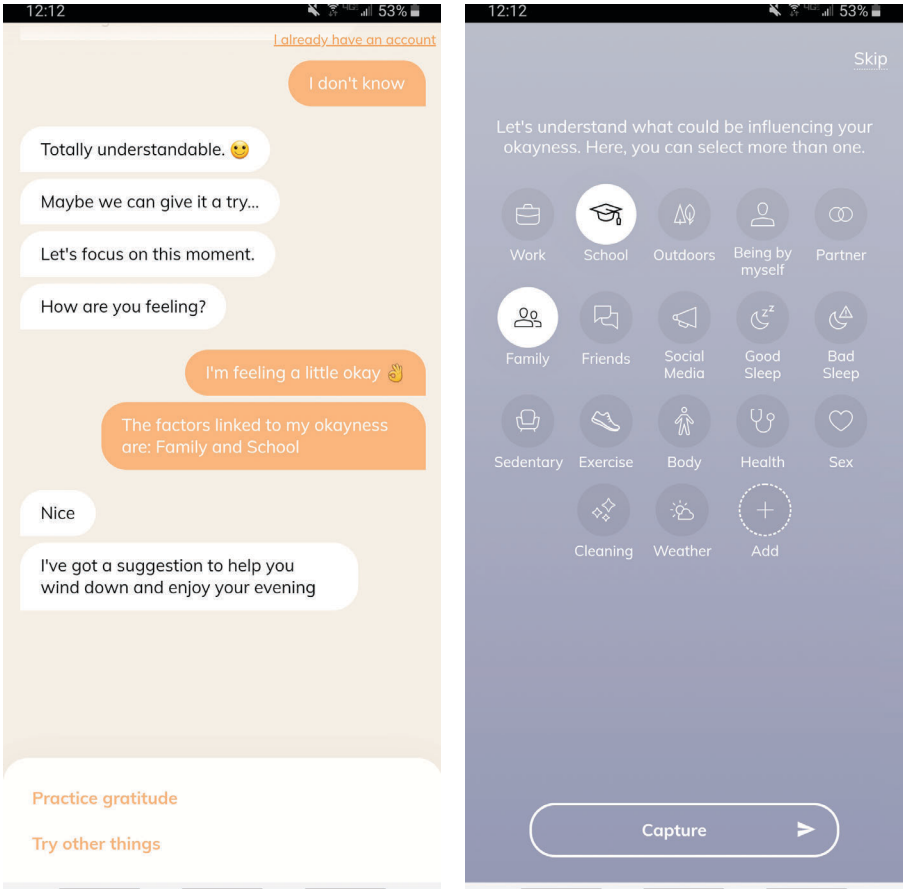 12:12
53%
I already have an account
I don't know
Totally understandable. 🙂
Maybe we can give it a try...
Let's focus on this moment.
How are you feeling?
I'm feeling a little okay 👌
The factors linked to my okayness
are: Family and School
Nice
I've got a suggestion to help you
wind down and enjoy your evening
Practice gratitude
Try other things
12:12
53%
Skip
Let's understand what could be influencing your
okayness. Here, you can select more than one.
Work School Outdoors Being by Partner
myself
Family Friends Social Good Bad
Media Sleep Sleep
Sedentary Exercise Body Health Sex
Cleaning Weather Add
Capture